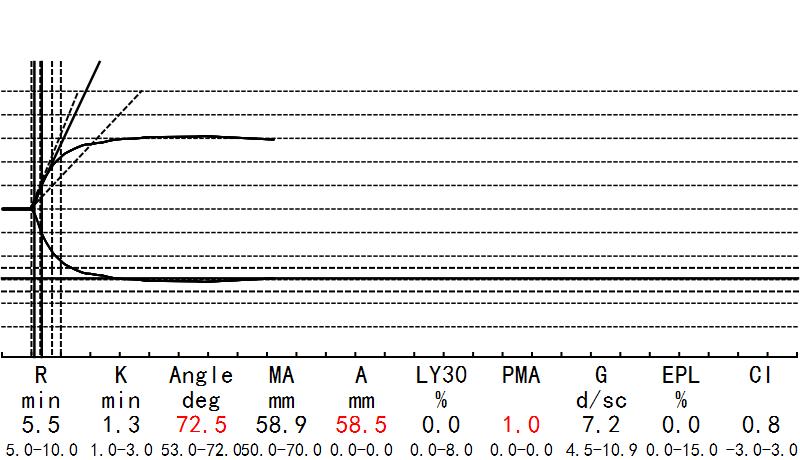 R K Angle MA A LY30 PMA G EPL CI
min min deg mm mm % d/sc %
5.5 1.3 72.5 58.9 58.5 0.0 1.0 7.2 0.0 0.8
5.0-10.0 1.0-3.0 53.0-72.0 50.0-70.0 0.0-0.0 0.0-8.0 0.0-0.0 4.5-10.9 0.0-15.0 -3.0-3.0